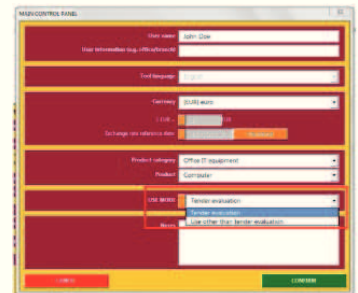 MAIN CONTROL PANEL
User name John Doe
User information (e.g. office/branch)
Tool language
Currency (EUR) euro
1 EUR =
Exchange rate reference date
Product category Office IT equipment
Product Computer
USE MODE Tender evaluation
Tender evaluation
Use other than tender evaluation
Notes
CONFIRM